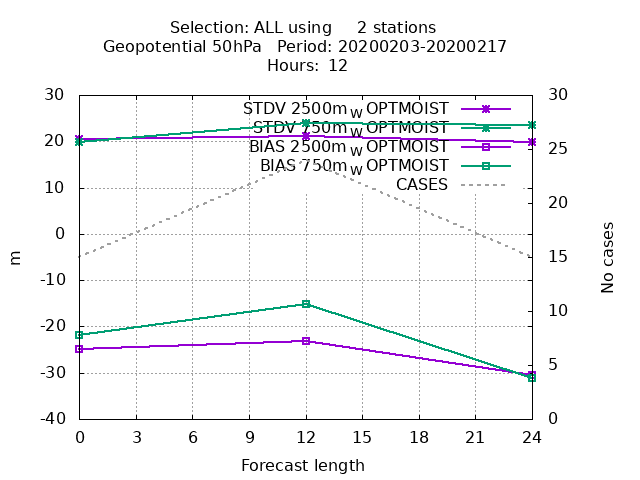 Selection: ALL using     2 stations
Geopotential 50hPa   Period: 20200203-20200217
Hours:  12
STDV 2500m_W OPTMOIST
STDV 750m_W OPTMOIST
BIAS 2500m_W OPTMOIST
BIAS 750m_W OPTMOIST
CASES
30
20
10
0
-10
-20
-30
-40
m
30
25
20
15
10
5
0
No cases
0 3 6 9 12 15 18 21 24
Forecast length